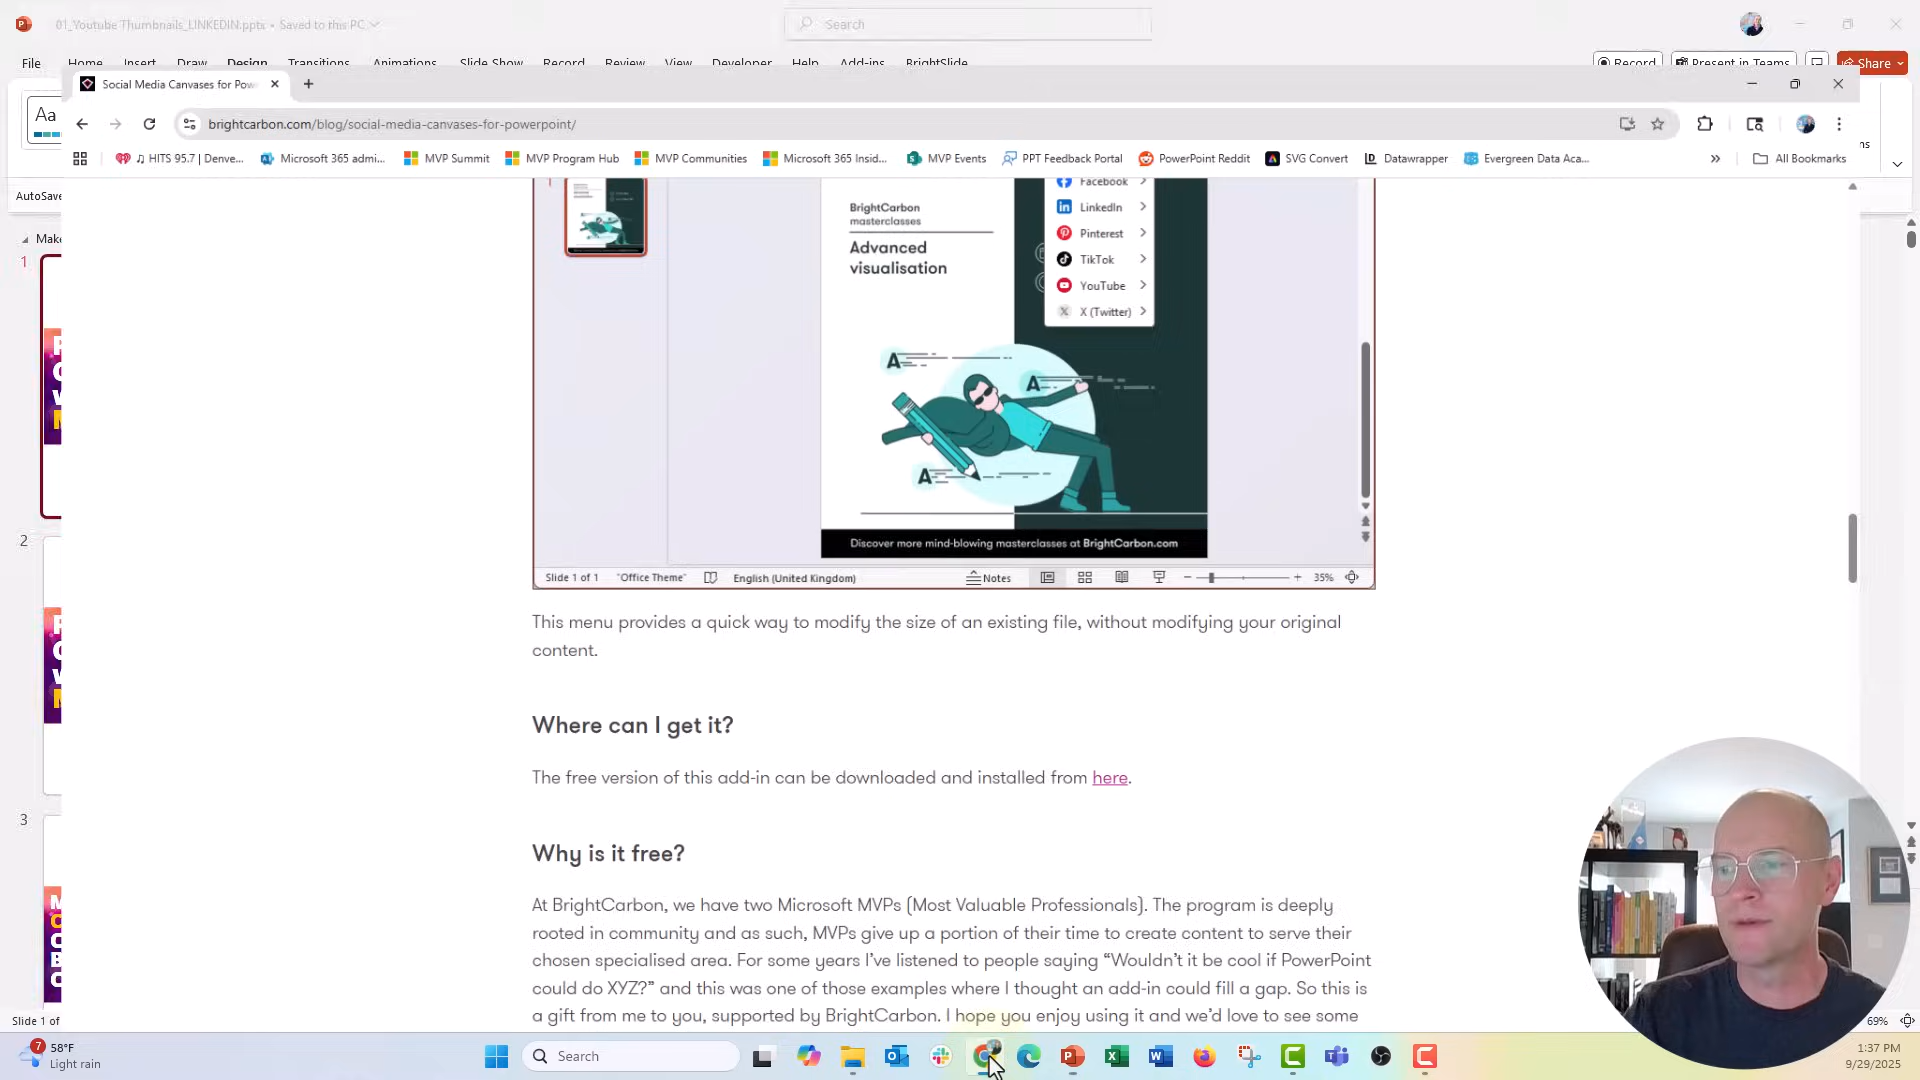 01_Youtube Thumbnails_LINKEDIN.pptx • Saved to this PC
Search
File Home Insert Draw Design Transitions Animations Slide Show Record Review View Developer Help Add-ins BrightSlide
Record Present in Teams Share
Social Media Canvases for Pow
brightcarbon.com/blog/social-media-canvases-for-powerpoint/
HITS 95.7 | Denve... Microsoft 365 admi... MVP Summit MVP Program Hub MVP Communities Microsoft 365 Insid... MVP Events PPT Feedback Portal PowerPoint Reddit SVG Convert Datawrapper Evergreen Data Aca... » All Bookmarks
Aa
ns
AutoSave
Make
1
2
3
BrightCarbon
masterclasses
Advanced
visualisation
Facebook
LinkedIn
Pinterest
TikTok
YouTube
X (Twitter)
A
A
A
Discover more mind-blowing masterclasses at BrightCarbon.com
Slide 1 of 1 "Office Theme" English (United Kingdom) Notes 35%
This menu provides a quick way to modify the size of an existing file, without modifying your original
content.
Where can I get it?
The free version of this add-in can be downloaded and installed from here.
Why is it free?
At BrightCarbon, we have two Microsoft MVPs (Most Valuable Professionals). The program is deeply
rooted in community and as such, MVPs give up a portion of their time to create content to serve their
chosen specialised area. For some years I've listened to people saying "Wouldn't it be cool if PowerPoint
could do XYZ?" and this was one of those examples where I thought an add-in could fill a gap. So this is
a gift from me to you, supported by BrightCarbon. I hope you enjoy using it and we'd love to see some
Slide 1 of
69%
7
58°F
Light rain
Search
1:37 PM
9/29/2025